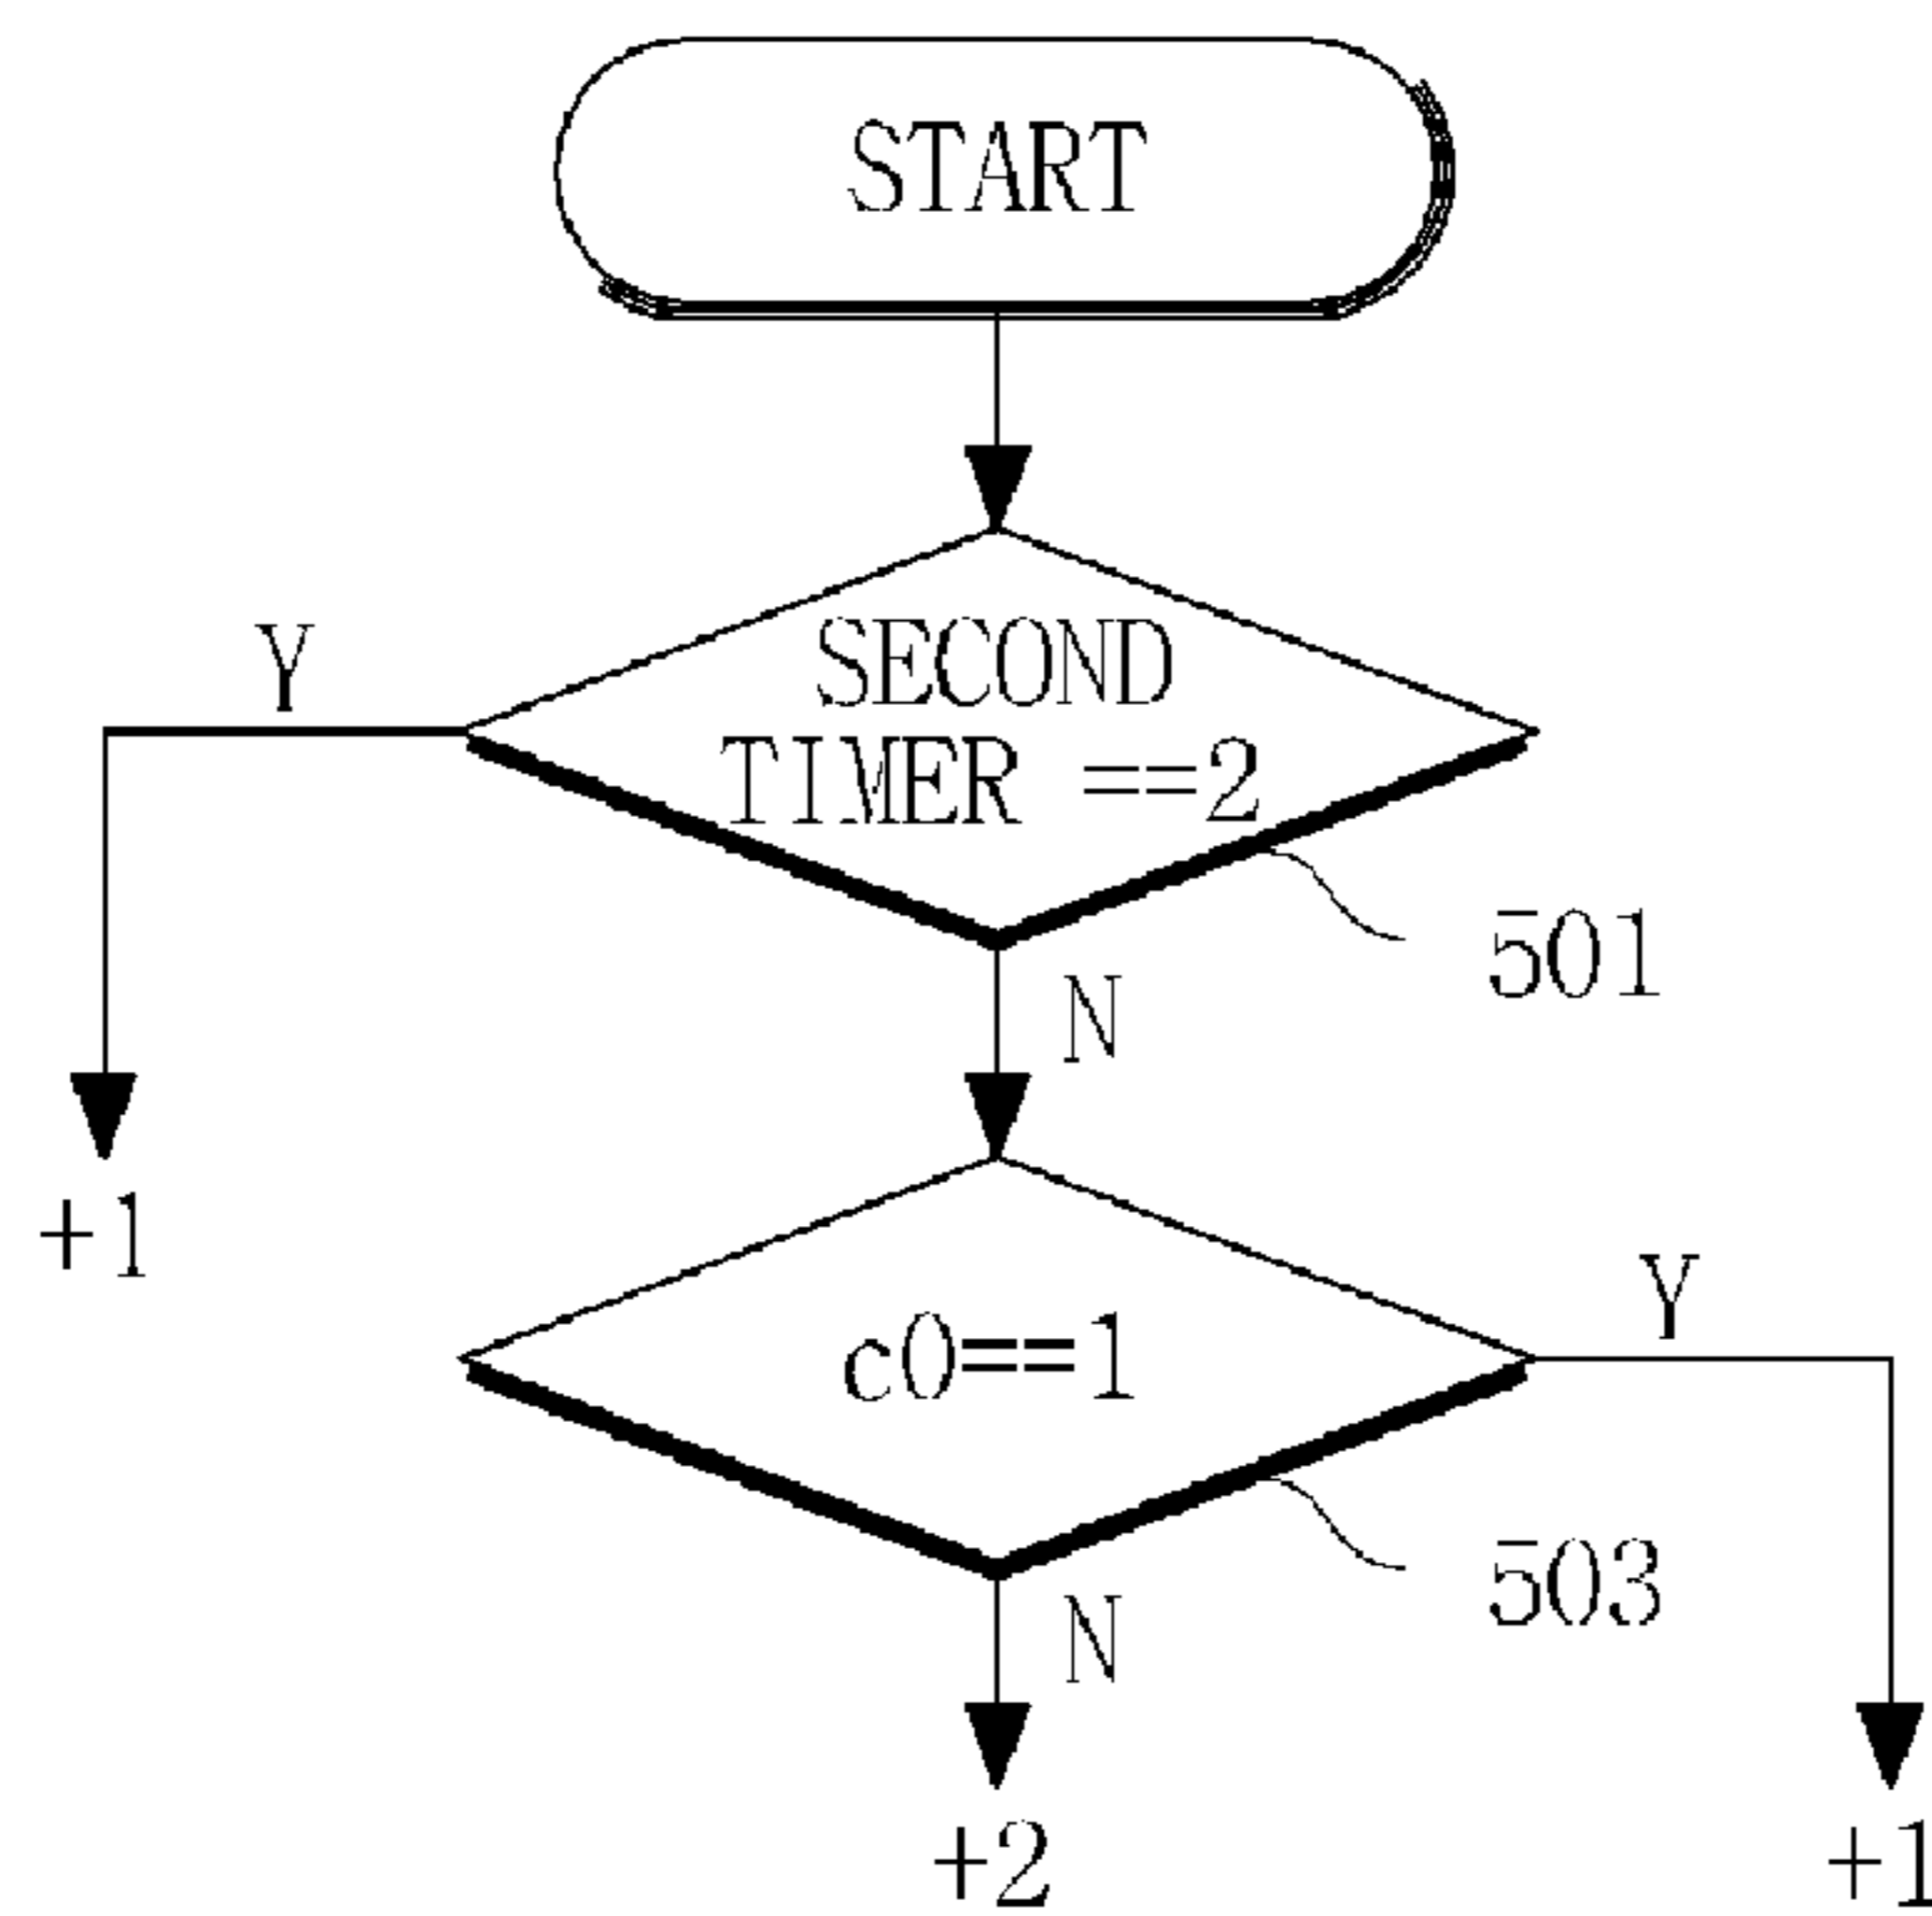 START
Y
SECOND
TIMER ==2
501
N
+1
Y
c0==1
503
N
+2
+1